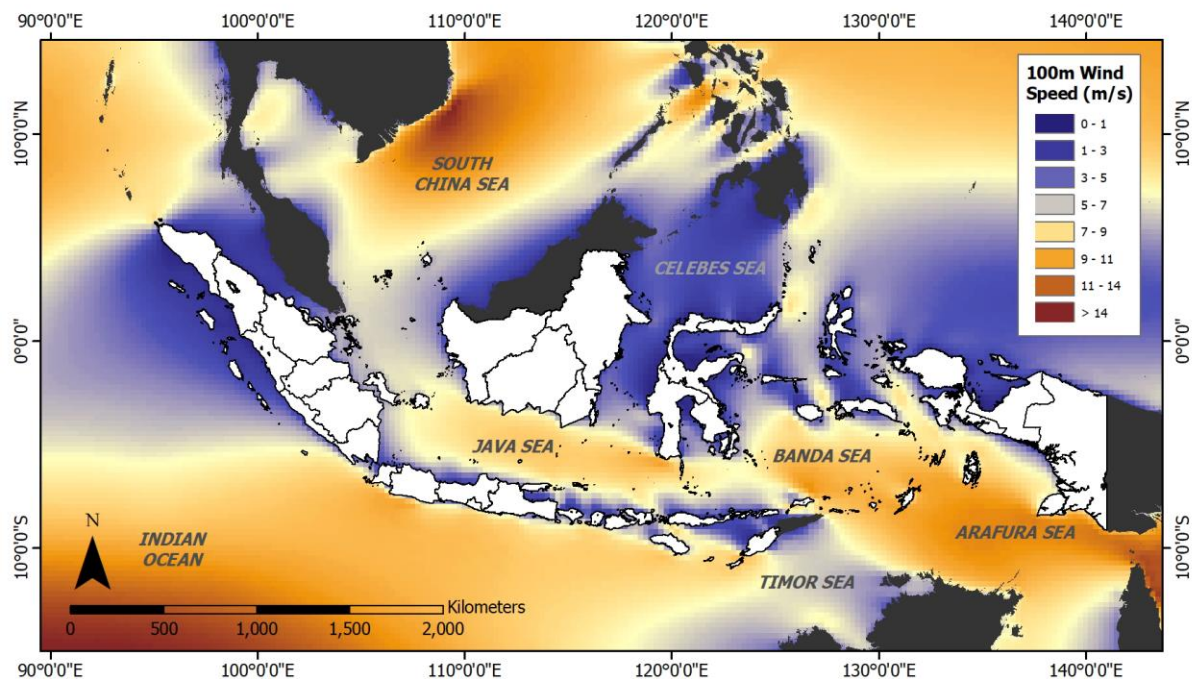 90°0'0"E 100°0'0"E 110°0'0"E 120°0'0"E 130°0'0"E 140°0'0"E
100m Wind
Speed (m/s)
0 - 1
1 - 3
3 - 5
5 - 7
7 - 9
9 - 11
11 - 14
> 14
10°0'0"N
10°0'0"N
SOUTH
CHINA SEA
CELEBES SEA
0°0'0"
0°0'0"
JAVA SEA
BANDA SEA
N
INDIAN
OCEAN
ARAFURA SEA
10°0'0"S
10°0'0"S
TIMOR SEA
Kilometers
0 500 1,000 1,500 2,000
90°0'0"E 100°0'0"E 110°0'0"E 120°0'0"E 130°0'0"E 140°0'0"E